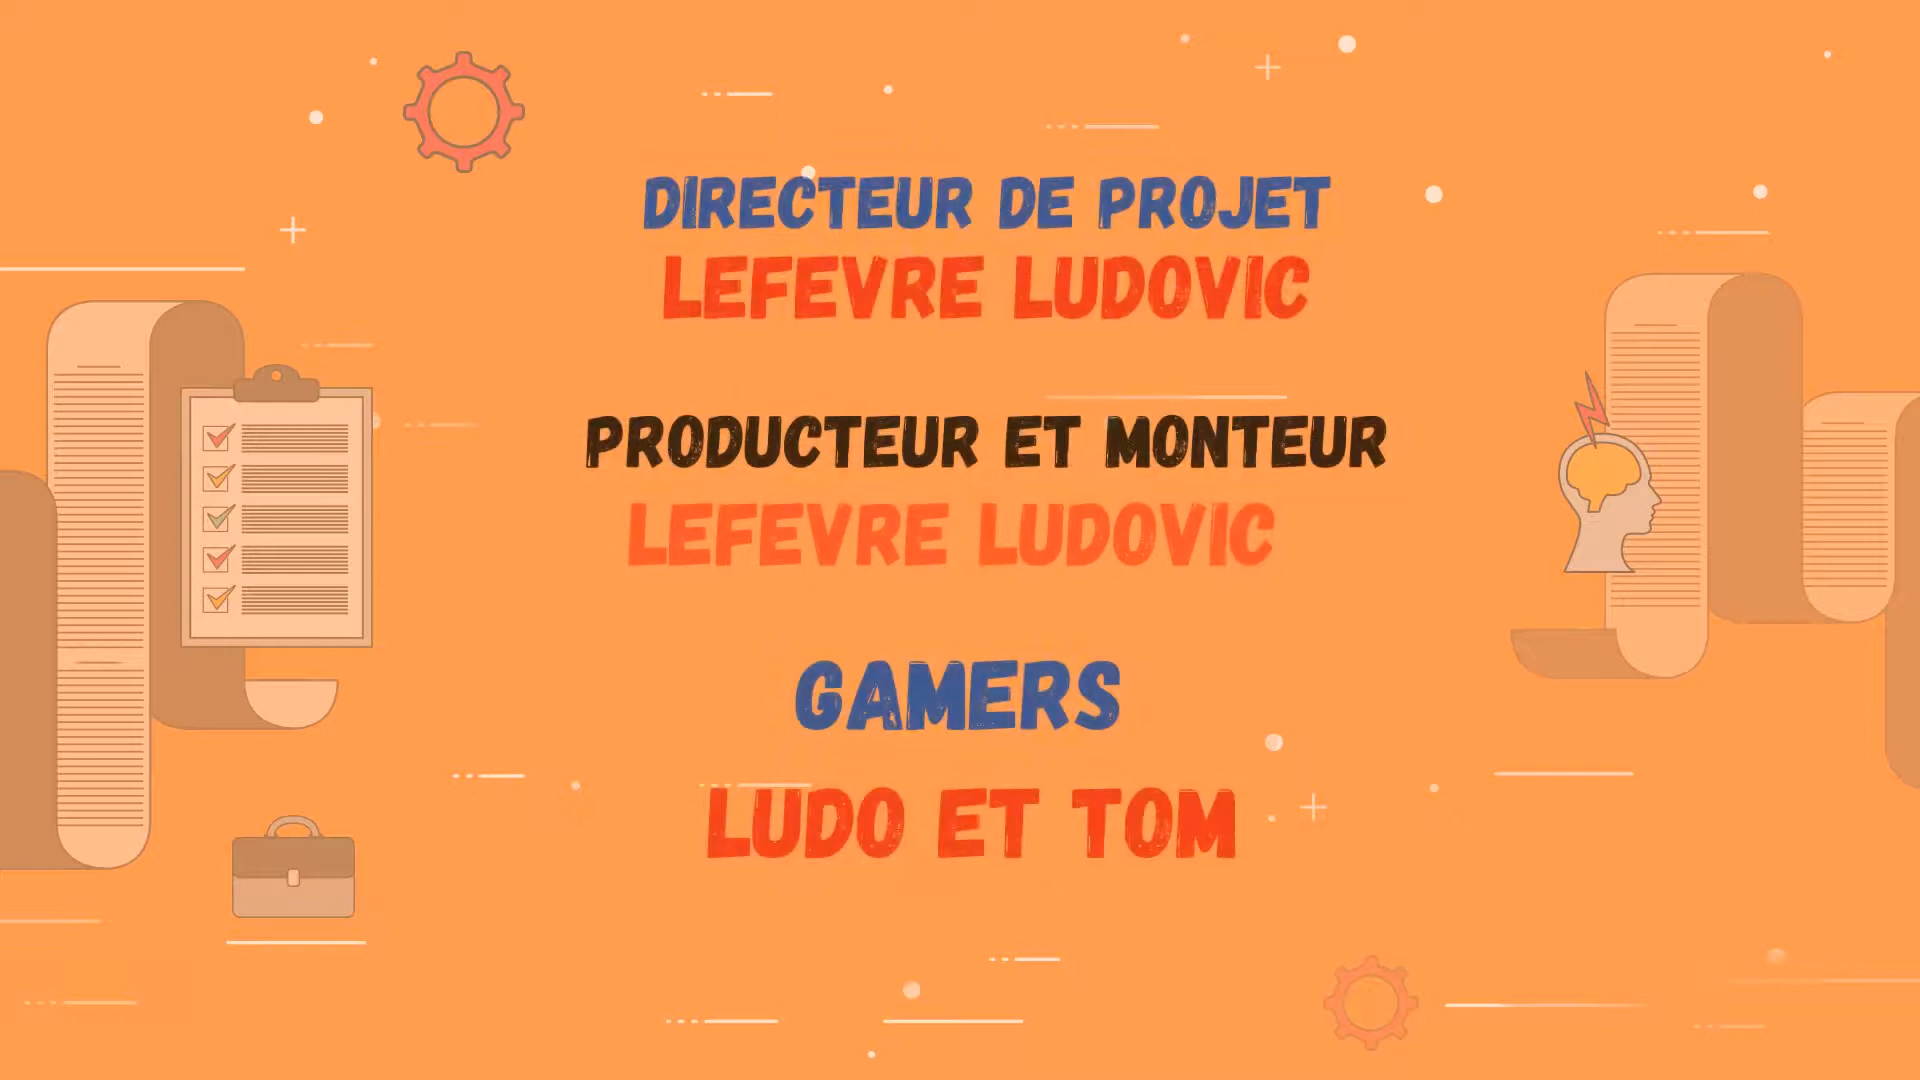 DIRECTEUR DE PROJET
LEFEVRE LUDOVIC
PRODUCTEUR ET MONTEUR
LEFEVRE LUDOVIC
GAMERS
LUDO ET TOM